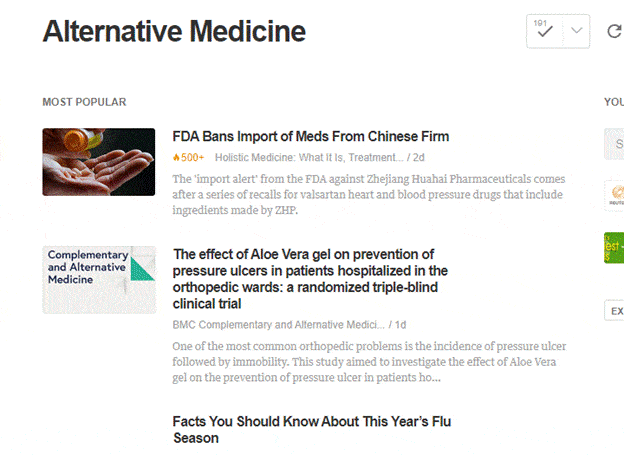 Alternative Medicine
191
MOST POPULAR
YOU
FDA Bans Import of Meds From Chinese Firm
500+ Holistic Medicine: What It Is, Treatment... / 2d
The 'import alert' from the FDA against Zhejiang Huahai Pharmaceuticals comes
after a series of recalls for valsartan heart and blood pressure drugs that include
ingredients made by ZHP.
Complementary
and Alternative
Medicine
The effect of Aloe Vera gel on prevention of
pressure ulcers in patients hospitalized in the
orthopedic wards: a randomized triple-blind
clinical trial
BMC Complementary and Alternative Medici... / 1d
One of the most common orthopedic problems is the incidence of pressure ulcer
followed by immobility. This study aimed to investigate the effect of Aloe Vera
gel on the prevention of pressure ulcer in patients ho...
EX
Facts You Should Know About This Year’s Flu
Season